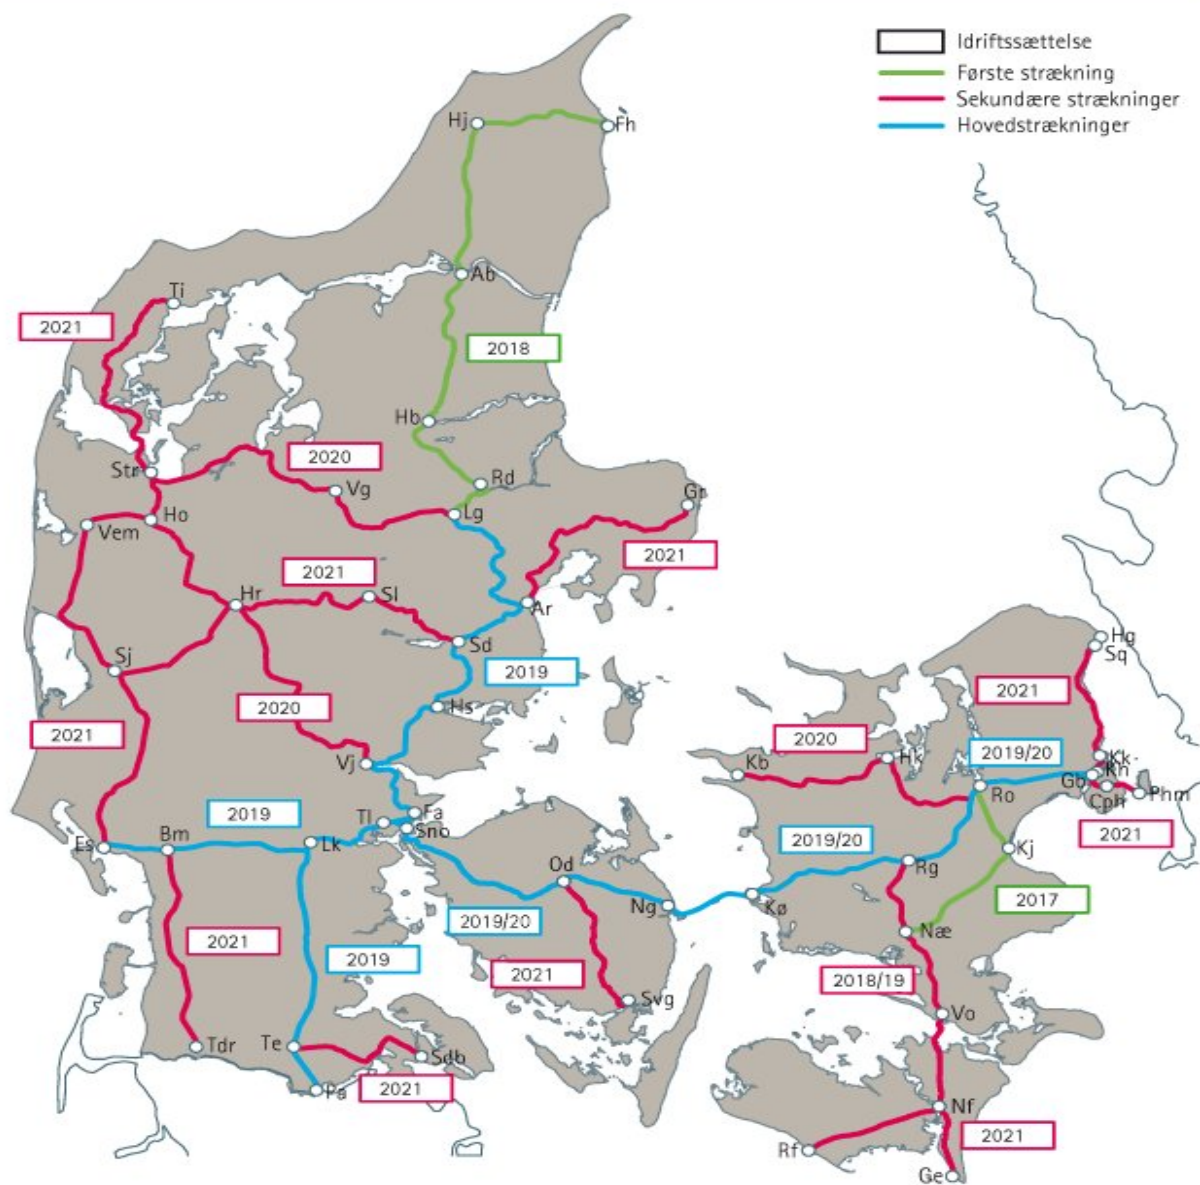 Idriftssættelse
Første strækning
Sekundære strækninger
Hovedstrækninger
Hj
Fh
Ab
Ti
2021
2018
Hb
Str
2020
Vg
Rd
Gr
Lg
Vem
Ho
2021
2021
Hr
Sl
Ar
Sd
Sj
2019
Hg
Sq
2021
2020
2021
Hs
2020
Vj
Kb
Hk
2019/20
Kk
Kh
Gb
Cph
Phm
Ro
Tl
Fa
Sno
2019
Es
Bm
Lk
2019/20
2021
Kj
Od
Rg
Ng
Kø
2017
2019/20
Næ
2021
2019
2021
2018/19
Svg
Vo
Tdr
Te
Sdb
Pa
2021
Nf
2021
Rf
Ge